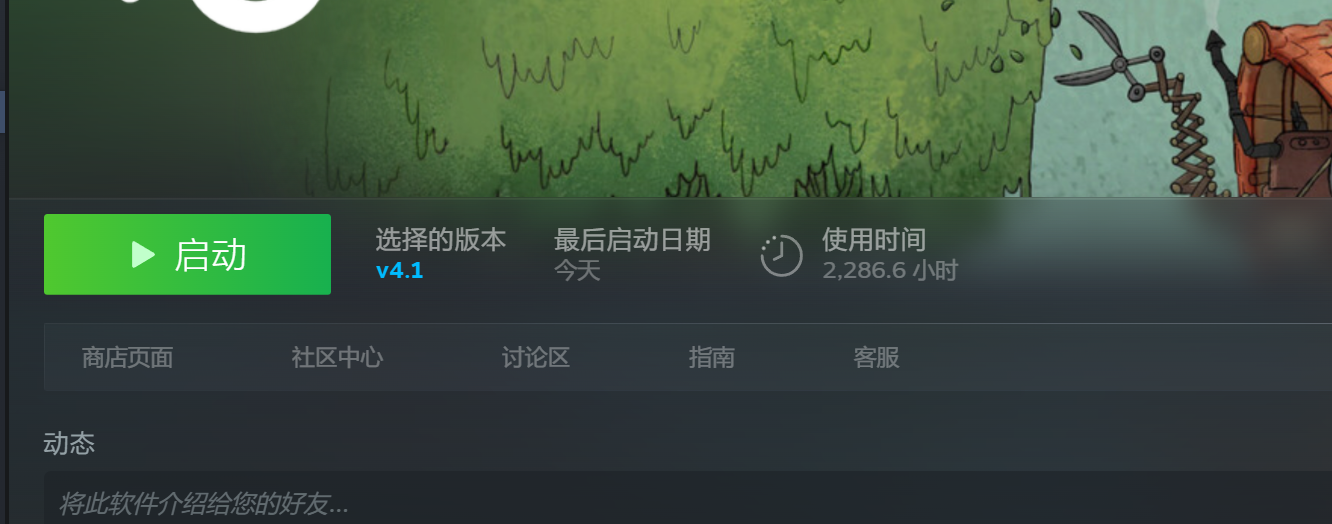 启动
选择的版本
v4.1
最后启动日期
今天
使用时间
2,286.6 小时
商店页面 社区中心 讨论区 指南 客服
动态
将此软件介绍给您的好友...